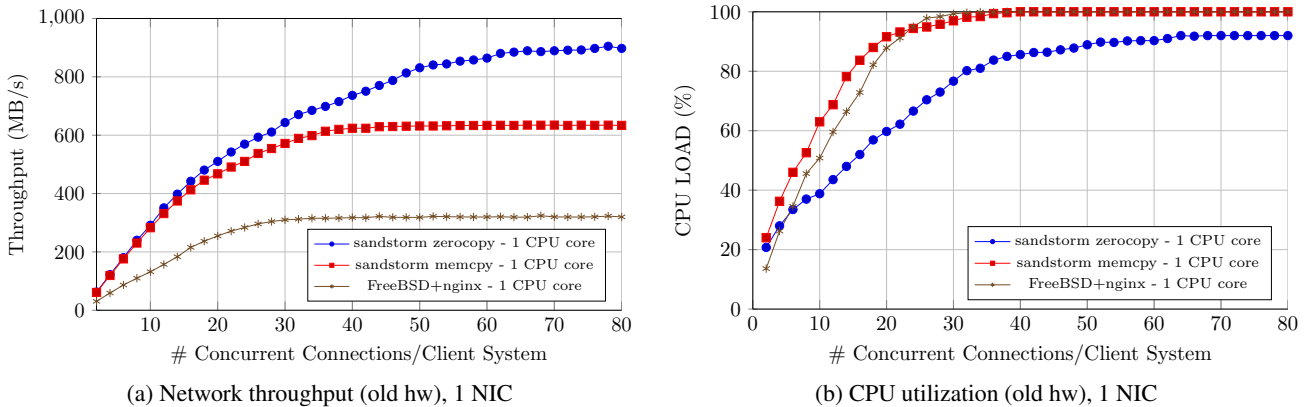 1,000
800
600
400
200
0
Throughput (MB/s)
10 20 30 40 50 60 70 80
# Concurrent Connections/Client System
sandstorm zerocopy - 1 CPU core
sandstorm memcpy - 1 CPU core
FreeBSD+nginx - 1 CPU core
(a) Network throughput (old hw), 1 NIC
100
80
60
40
20
0
CPU LOAD (%)
0 10 20 30 40 50 60 70 80
# Concurrent Connections/Client System
sandstorm zerocopy - 1 CPU core
sandstorm memcpy - 1 CPU core
FreeBSD+nginx - 1 CPU core
(b) CPU utilization (old hw), 1 NIC